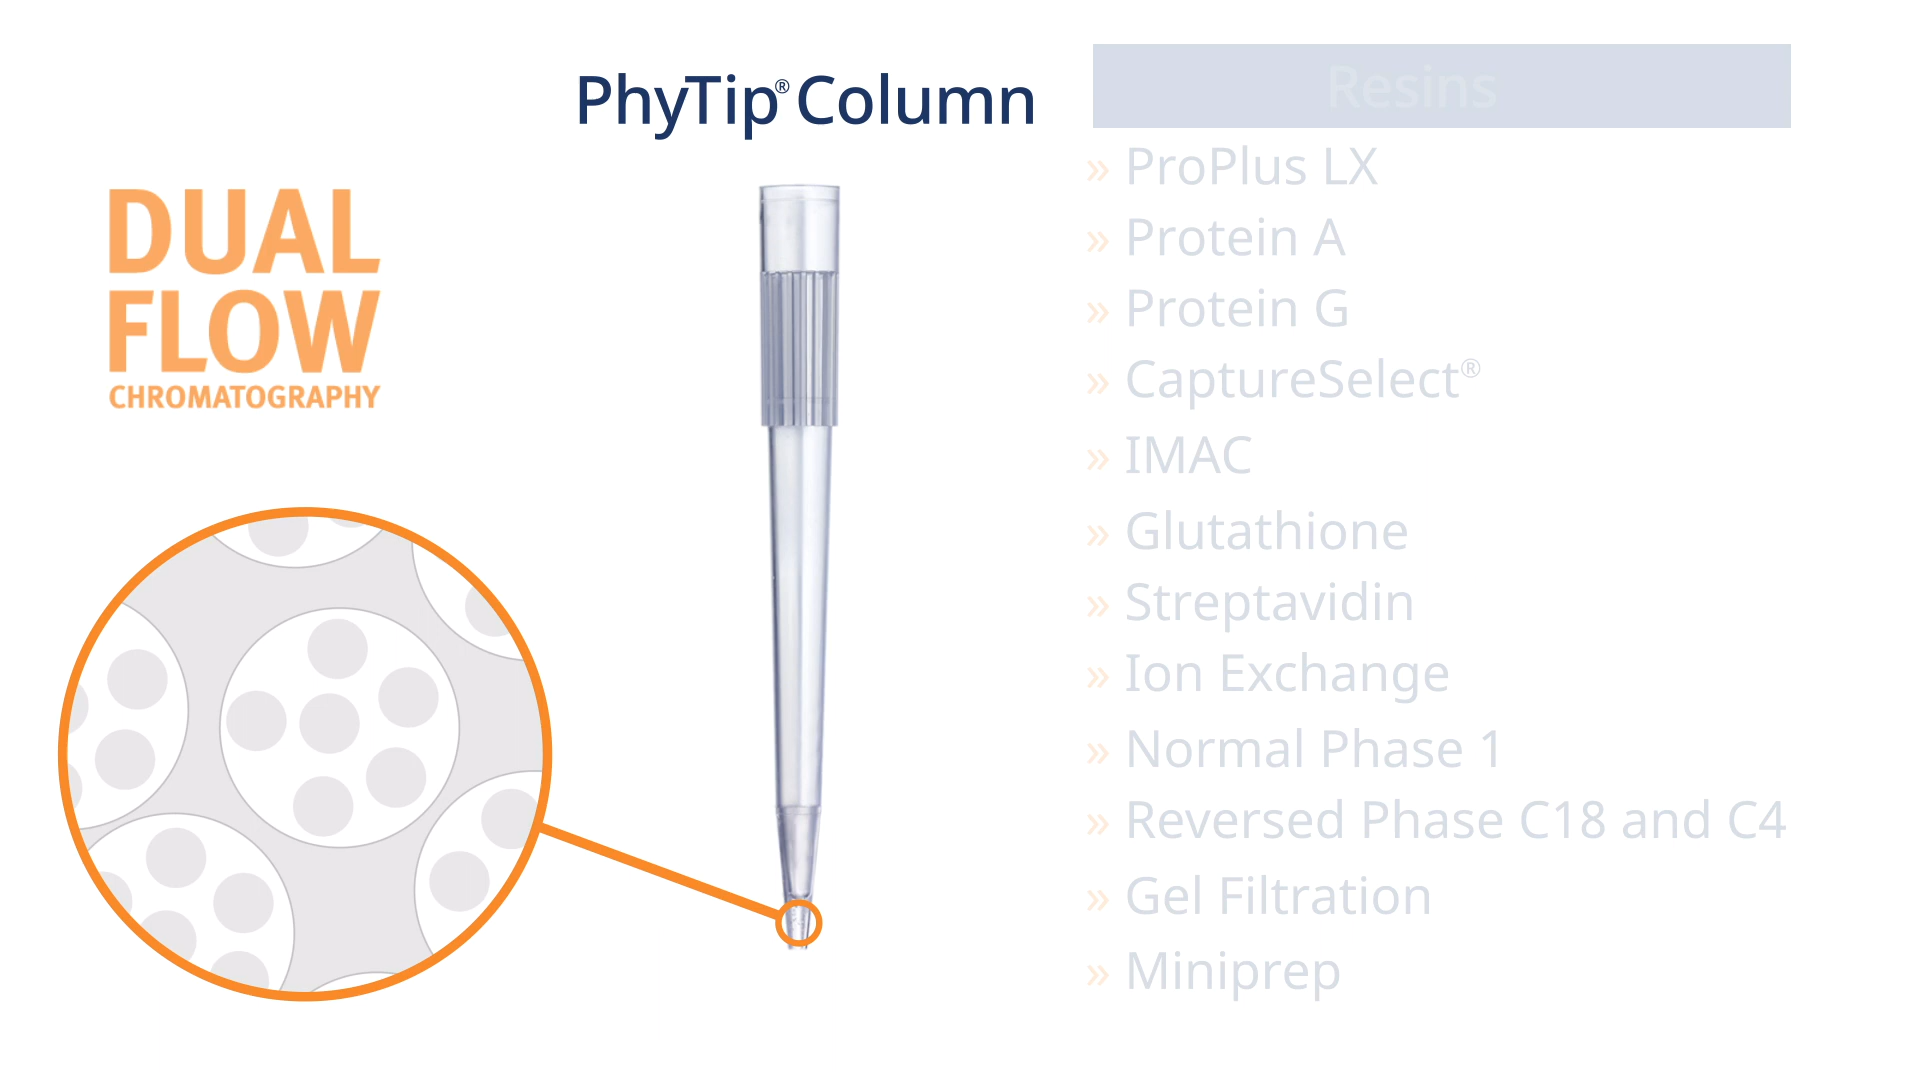 PhyTip® Column
DUAL
FLOW
CHROMATOGRAPHY
Resins
» ProPlus LX
» Protein A
» Protein G
» CaptureSelect®
» IMAC
» Glutathione
» Streptavidin
» Ion Exchange
» Normal Phase 1
» Reversed Phase C18 and C4
» Gel Filtration
» Miniprep